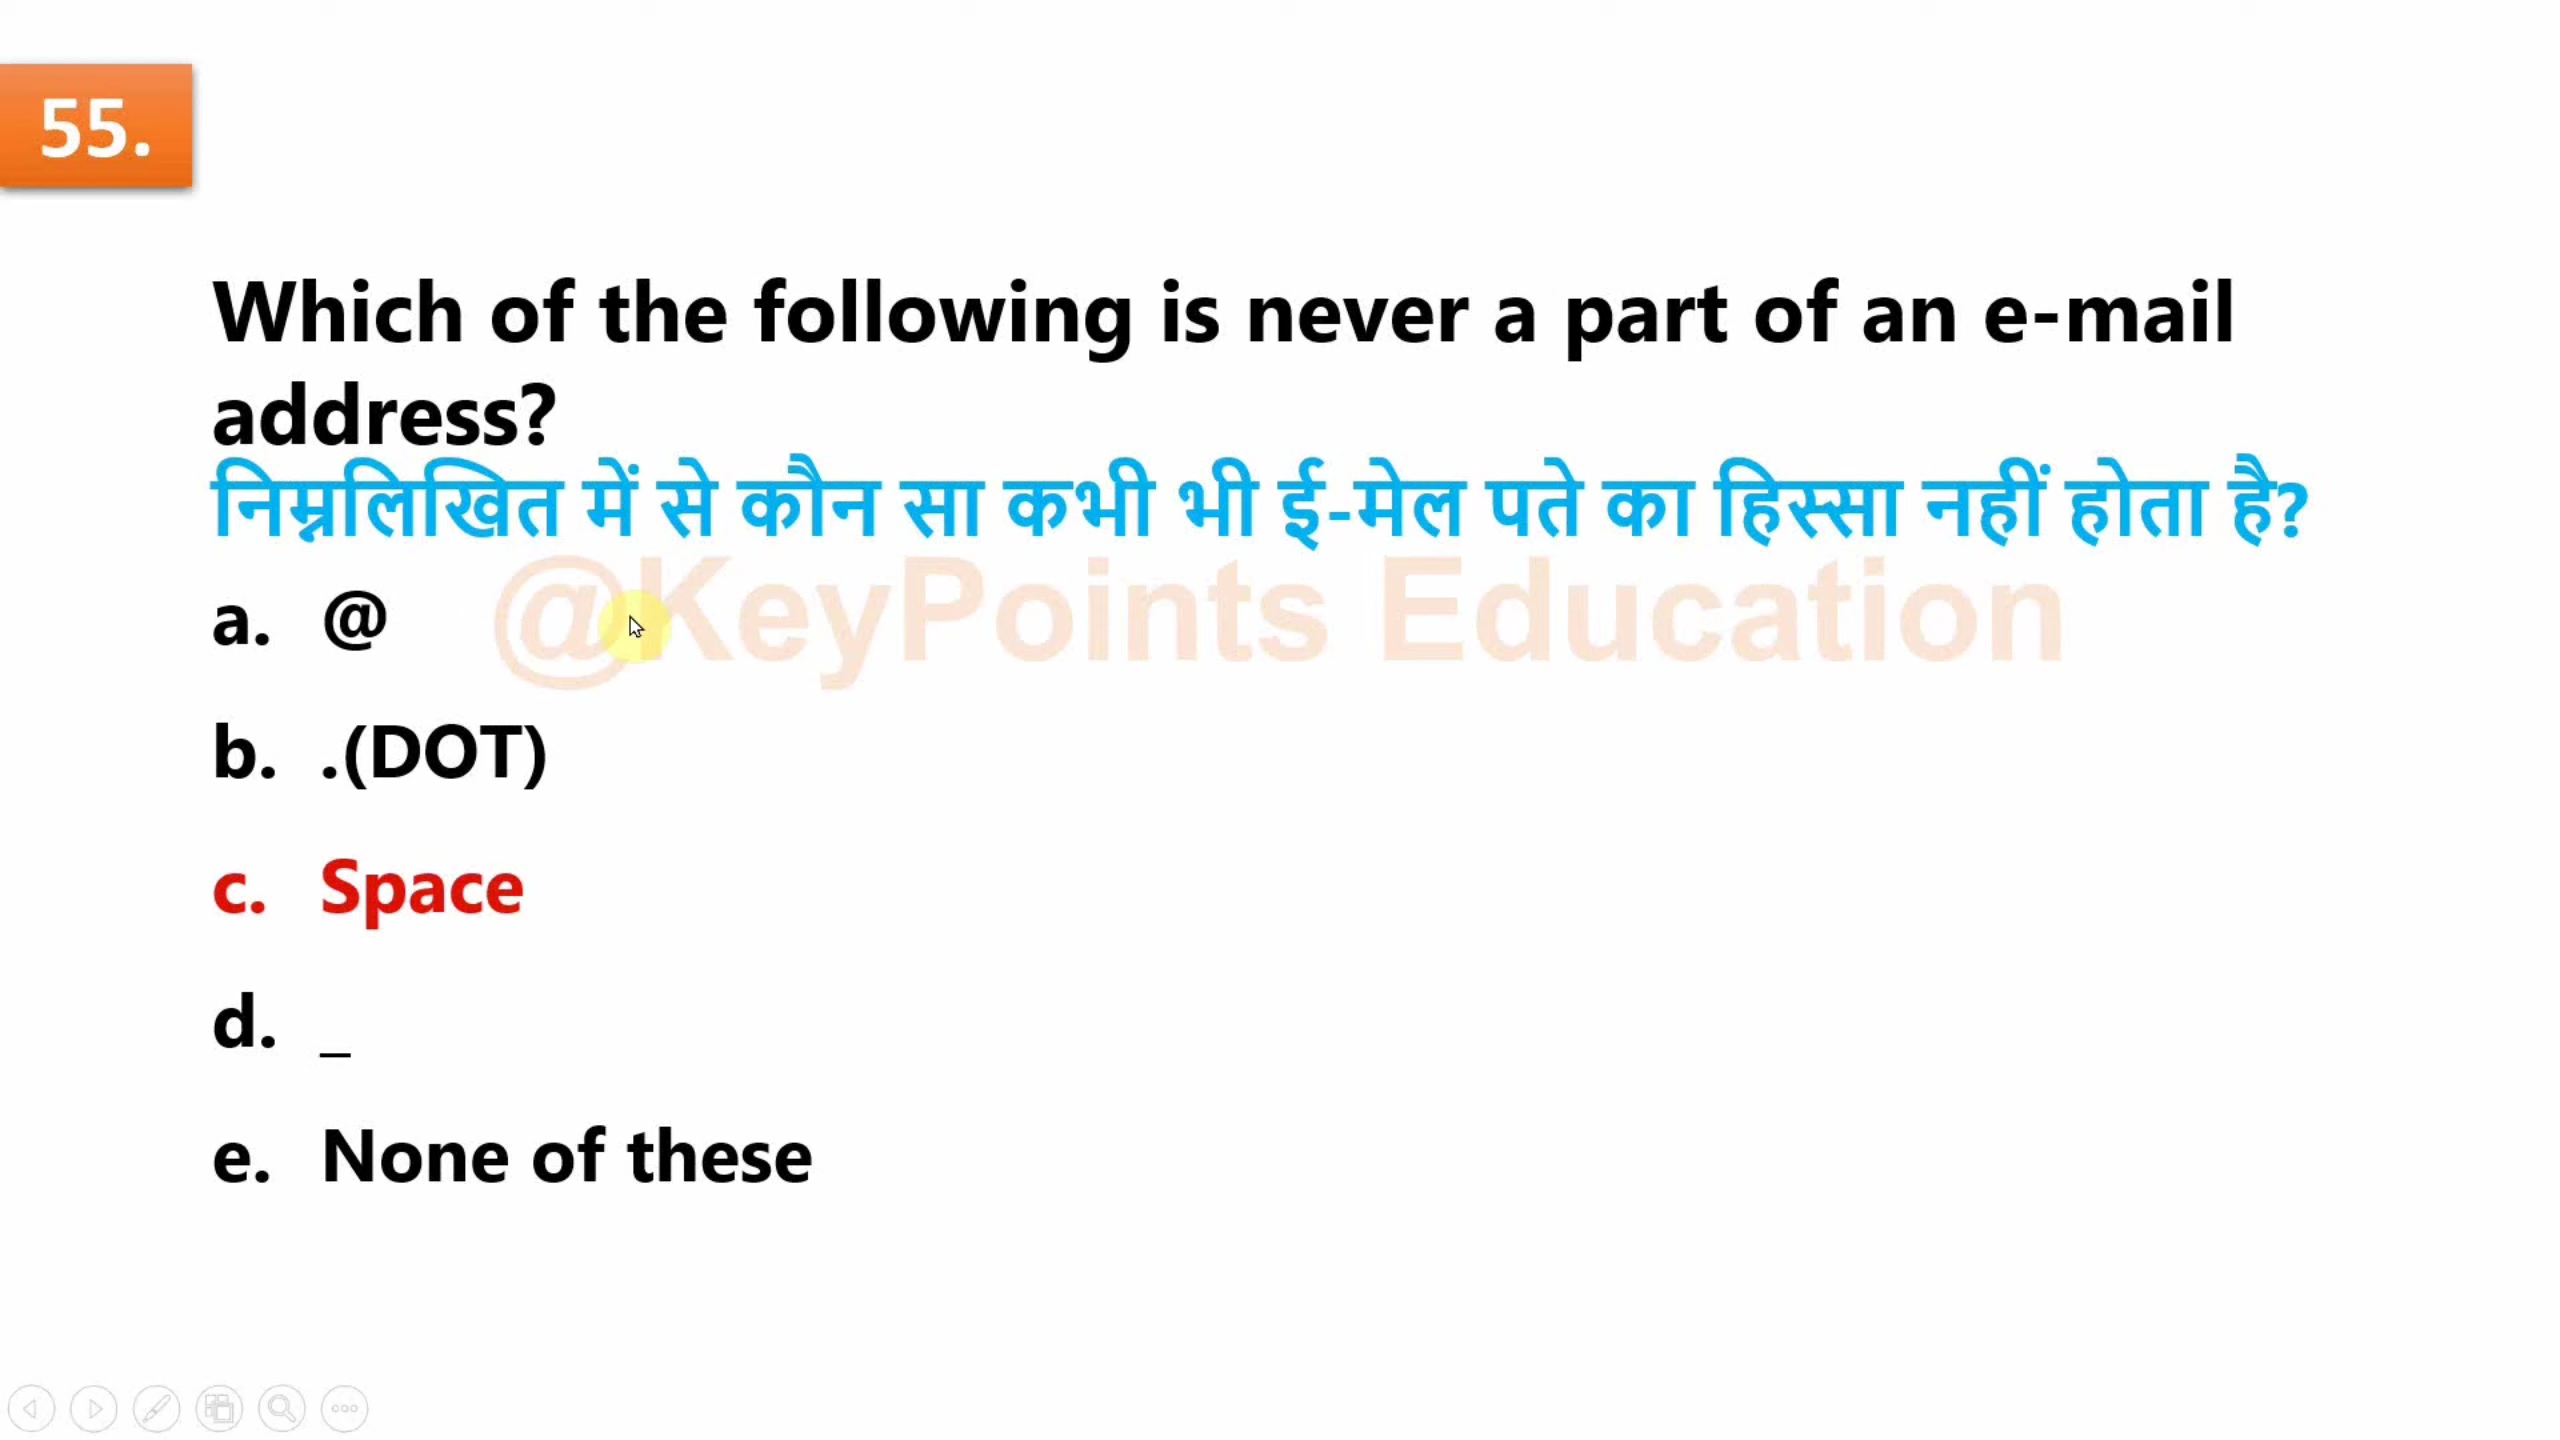 55.
Which of the following is never a part of an e-mail
address?
निम्नलिखित में से कौन सा कभी भी ई-मेल पते का हिस्सा नहीं होता है?
@KeyPoints Education
a. @
b. .(DOT)
c. Space
d. _
e. None of these